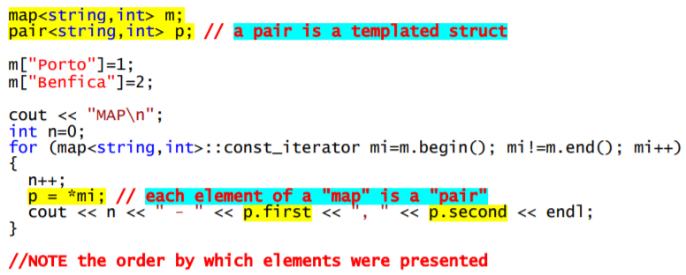 map<string,int> m;
pair<string,int> p; // a pair is a templated struct
m["Porto"]=1;
m["Benfica"]=2;
cout << "MAP\n";
int n=0;
for (map<string,int>::const_iterator mi=m.begin(); mi!=m.end(); mi++)
{
n++;
p = *mi; // each element of a "map" is a "pair"
cout << n << " - " << p.first << ", " << p.second << endl;
}
//NOTE the order by which elements were presented